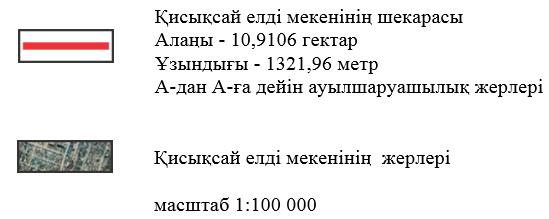 Қисықсай елді мекенінің шекарасы
Алаңы - 10,9106 гектар
Ұзындығы - 1321,96 метр
А-дан А-ға дейін ауылшаруашылық жерлері
Қисықсай елді мекенінің жерлері
масштаб 1:100 000